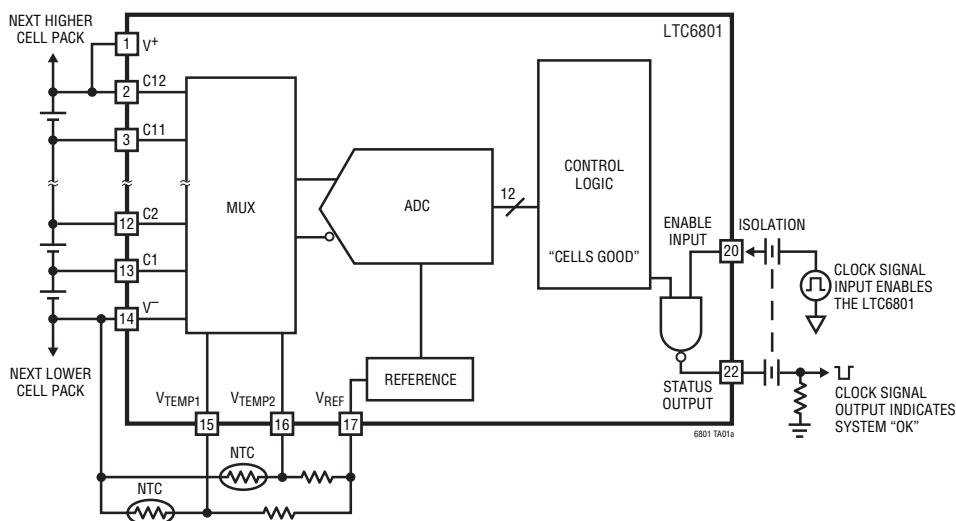 NEXT HIGHER
CELL PACK
LTC6801
1
V+
2
C12
3
C11
12
C2
13
C1
14
V−
NEXT LOWER
CELL PACK
MUX
ADC
12
CONTROL
LOGIC
“CELLS GOOD”
REFERENCE
ENABLE
INPUT
20
ISOLATION
CLOCK SIGNAL
INPUT ENABLES
THE LTC6801
STATUS
OUTPUT
22
CLOCK SIGNAL
OUTPUT INDICATES
SYSTEM “OK”
6801 TA01a
VTEMP1
15
VTEMP2
16
VREF
17
NTC
NTC